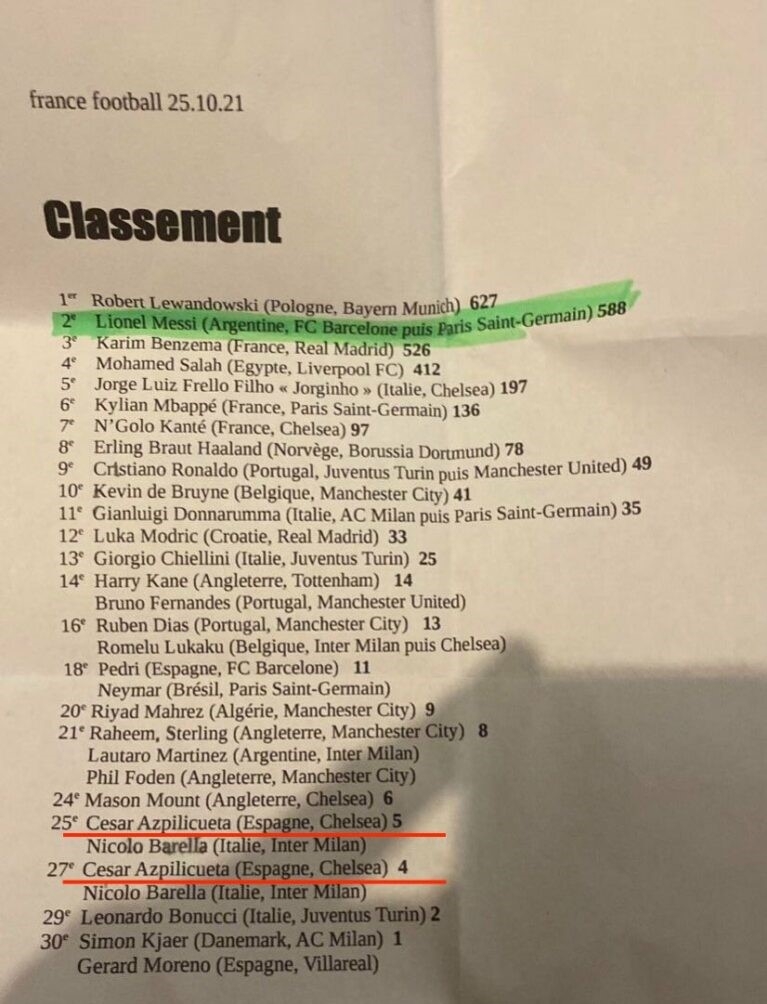 france football 25.10.21
Classement
1er Robert Lewandowski (Pologne, Bayern Munich) 627
2e Lionel Messi (Argentine, FC Barcelone puis Paris Saint-Germain) 588
3e Karim Benzema (France, Real Madrid) 526
4e Mohamed Salah (Egypte, Liverpool FC) 412
5e Jorge Luiz Frello Filho « Jorginho » (Italie, Chelsea) 197
6e Kylian Mbappé (France, Paris Saint-Germain) 136
7e N'Golo Kanté (France, Chelsea) 97
8e Erling Braut Haaland (Norvège, Borussia Dortmund) 78
9e Cristiano Ronaldo (Portugal, Juventus Turin puis Manchester United) 49
10e Kevin de Bruyne (Belgique, Manchester City) 41
11e Gianluigi Donnarumma (Italie, AC Milan puis Paris Saint-Germain) 35
12e Luka Modric (Croatie, Real Madrid) 33
13e Giorgio Chiellini (Italie, Juventus Turin) 25
14e Harry Kane (Angleterre, Tottenham) 14
Bruno Fernandes (Portugal, Manchester United)
16e Ruben Dias (Portugal, Manchester City) 13
Romelu Lukaku (Belgique, Inter Milan puis Chelsea)
18e Pedri (Espagne, FC Barcelone) 11
Neymar (Brésil, Paris Saint-Germain)
20e Riyad Mahrez (Algérie, Manchester City) 9
21e Raheem, Sterling (Angleterre, Manchester City) 8
Lautaro Martinez (Argentine, Inter Milan)
Phil Foden (Angleterre, Manchester City)
24e Mason Mount (Angleterre, Chelsea) 6
25e Cesar Azpilicueta (Espagne, Chelsea) 5
Nicolo Barella (Italie, Inter Milan)
27e Cesar Azpilicueta (Espagne, Chelsea) 4
Nicolo Barella (Italie, Inter Milan)
29e Leonardo Bonucci (Italie, Juventus Turin) 2
30e Simon Kjaer (Danemark, AC Milan) 1
Gerard Moreno (Espagne, Villareal)